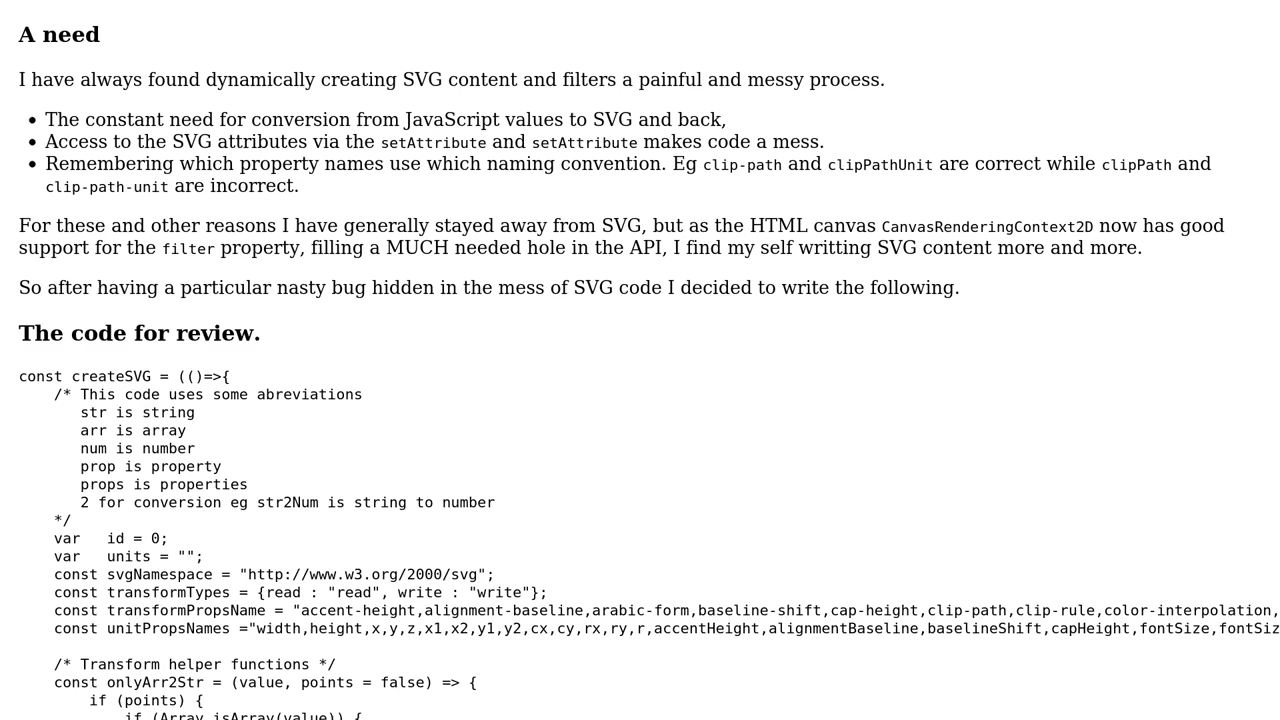 A need
I have always found dynamically creating SVG content and filters a painful and messy process.
• The constant need for conversion from JavaScript values to SVG and back,
• Access to the SVG attributes via the setAttribute and setAttribute makes code a mess.
• Remembering which property names use which naming convention. Eg clip-path and clipPathUnit are correct while clipPath and
clip-path-unit are incorrect.
For these and other reasons I have generally stayed away from SVG, but as the HTML canvas CanvasRenderingContext2D now has good
support for the filter property, filling a MUCH needed hole in the API, I find my self writting SVG content more and more.
So after having a particular nasty bug hidden in the mess of SVG code I decided to write the following.
The code for review.
const createSVG = (()=>{
    /* This code uses some abreviations
       str is string
       arr is array
       num is number
       prop is property
       props is properties
       2 for conversion eg str2Num is string to number
    */
    var   id = 0;
    var   units = "";
    const svgNamespace = "http://www.w3.org/2000/svg";
    const transformTypes = {read : "read", write : "write"};
    const transformPropsName = "accent-height,alignment-baseline,arabic-form,baseline-shift,cap-height,clip-path,clip-rule,color-interpolation,
    const unitPropsNames ="width,height,x,y,z,x1,x2,y1,y2,cx,cy,rx,ry,r,accentHeight,alignmentBaseline,baselineShift,capHeight,fontSize,fontSiz
    /* Transform helper functions */
    const onlyArr2Str = (value, points = false) => {
        if (points) {
            if (Array.isArray(value)) {